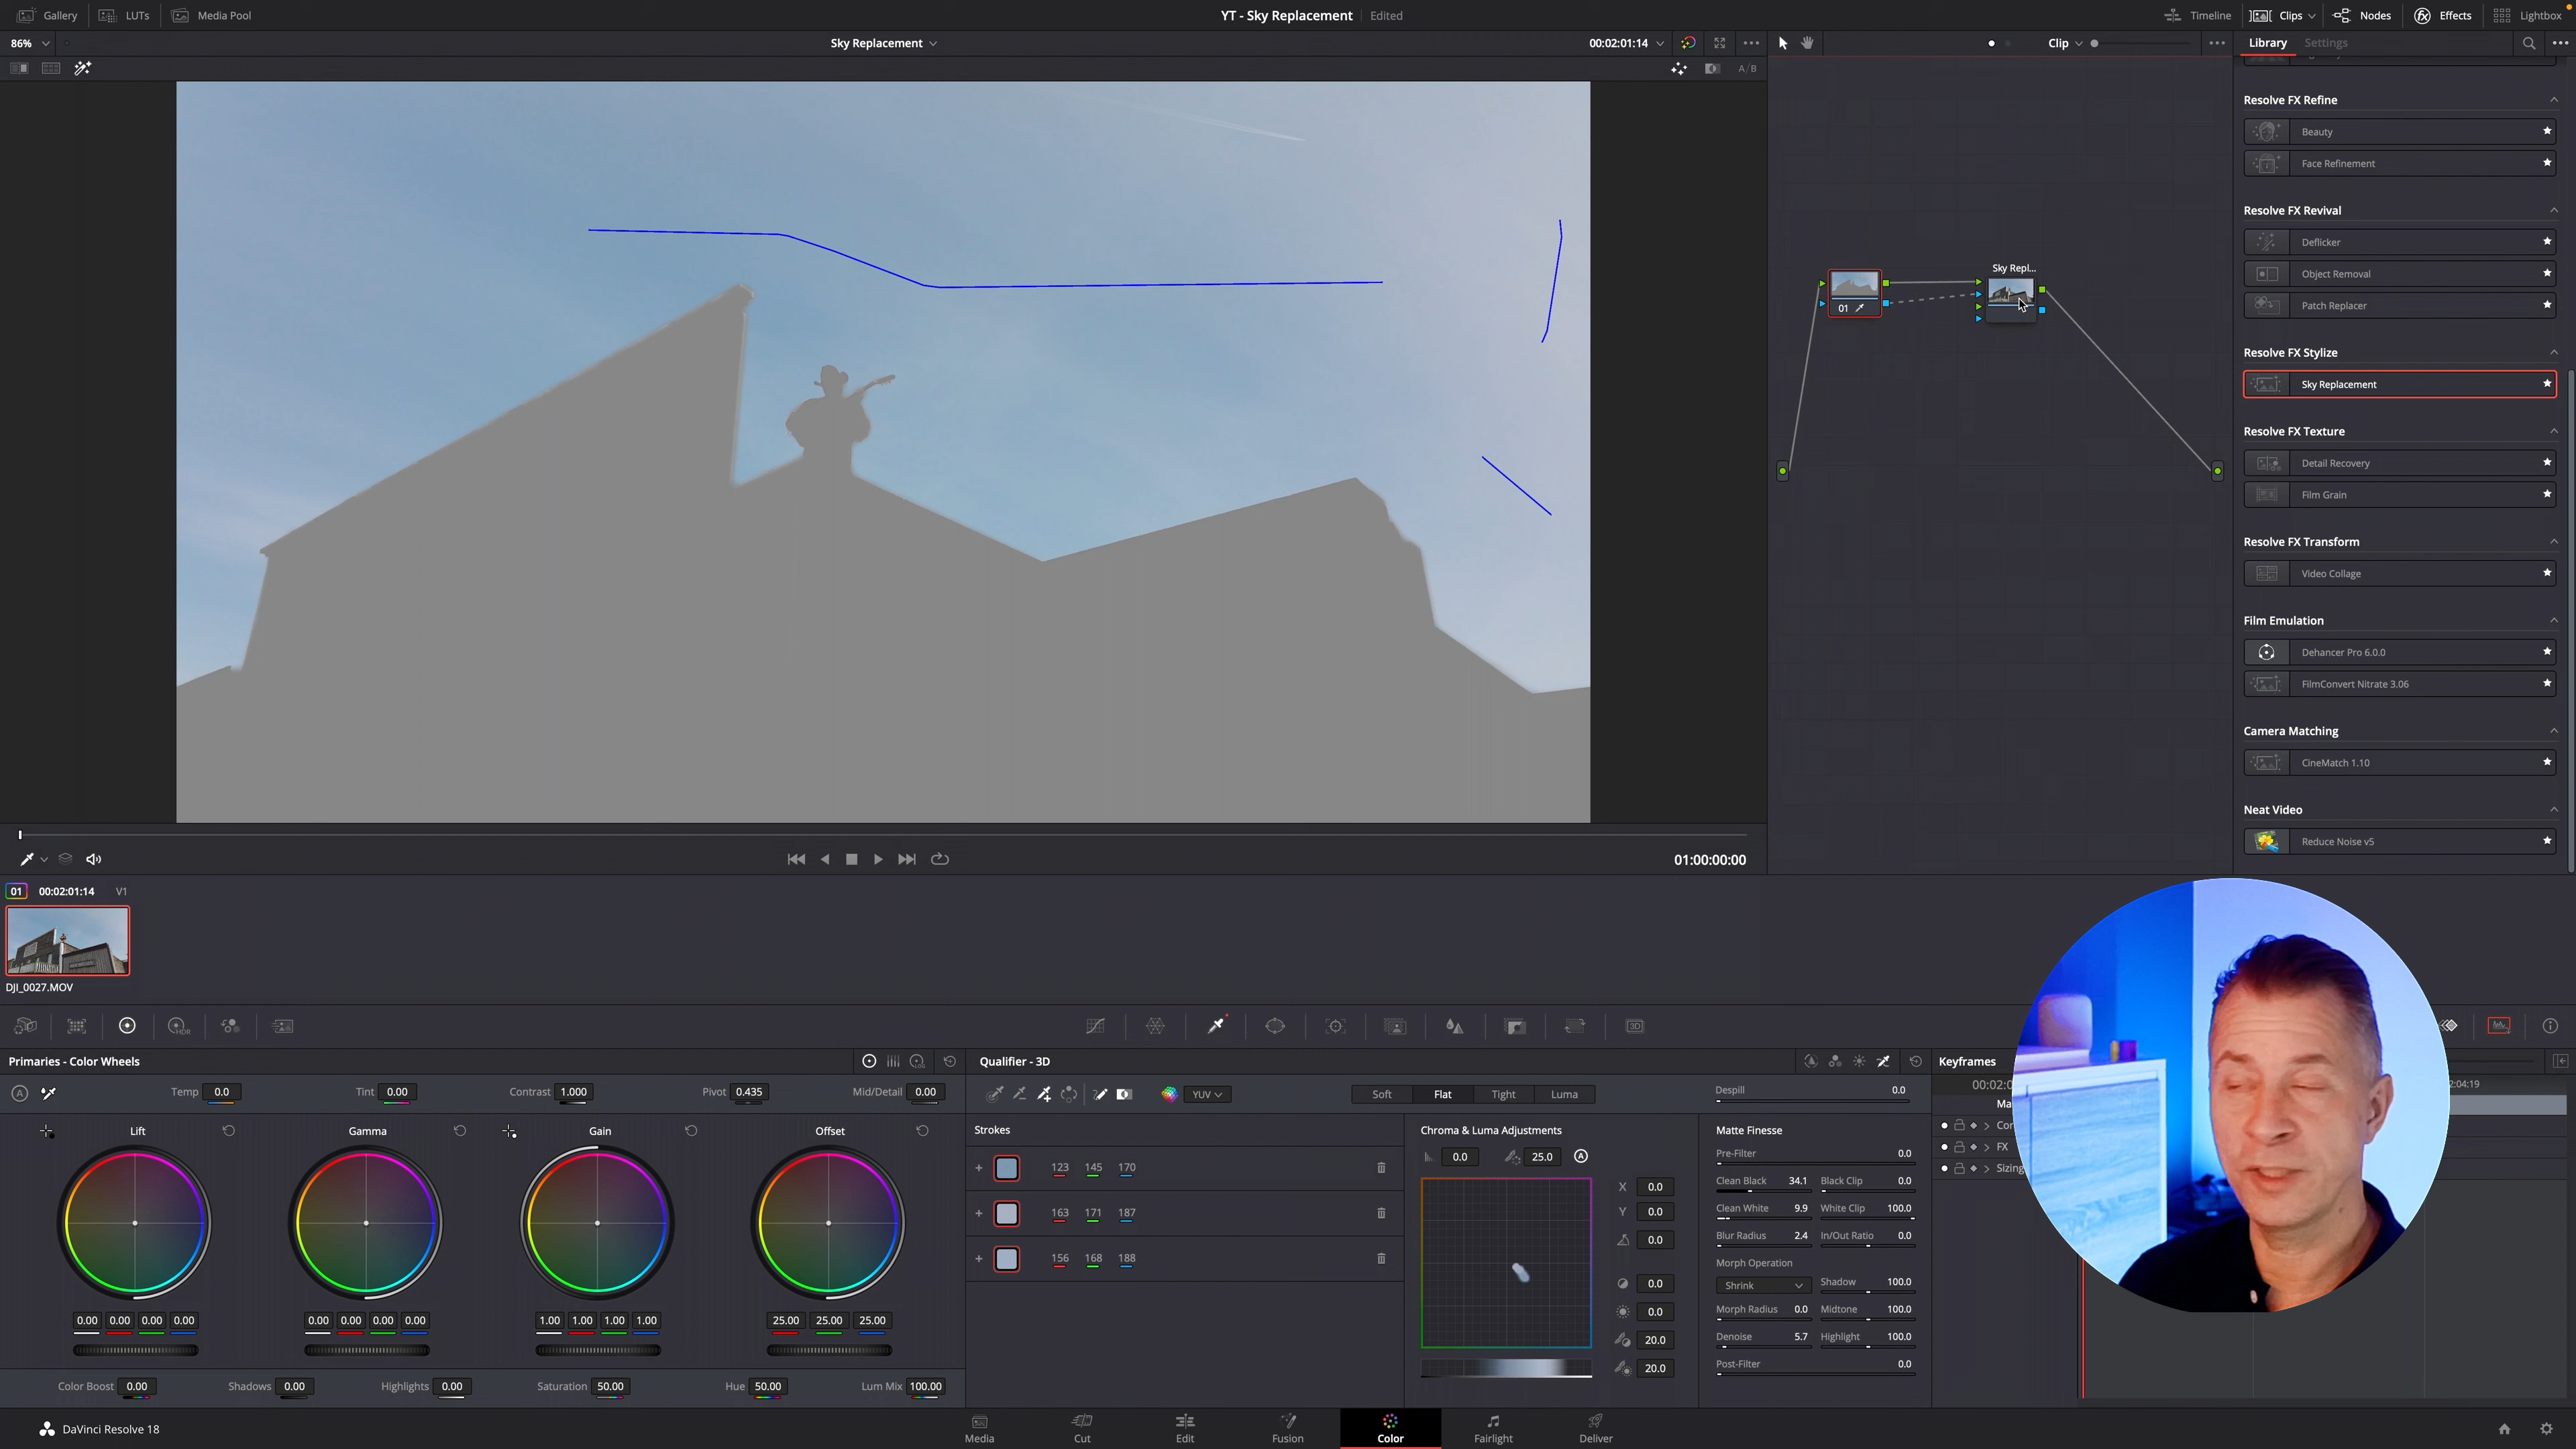 Gallery LUTs Media Pool YT - Sky Replacement Edited Timeline Clips Nodes Effects Lightbox
86% Sky Replacement 00:02:01:14 Clip Library Settings
A/B
Resolve FX Refine
Beauty
Face Refinement
Resolve FX Revival
Deflicker
Object Removal
Patch Replacer
Sky Repl...
01
Resolve FX Stylize
Sky Replacement
Resolve FX Texture
Detail Recovery
Film Grain
Resolve FX Transform
Video Collage
Film Emulation
Dehancer Pro 6.0.0
FilmConvert Nitrate 3.06
Camera Matching
CineMatch 1.10
Neat Video
Reduce Noise v5
01:00:00:00
01 00:02:01:14 V1
DJI_0027.MOV
HDR 3D
Primaries - Color Wheels Qualifier - 3D Keyframes
A Temp 0.0 Tint 0.00 Contrast 1.000 Pivot 0.435 Mid/Detail 0.00
YUV Soft Flat Tight Luma Despill 0.0
00:02:0 2:04:19
Ma
Lift Gamma Gain Offset
Strokes Chroma & Luma Adjustments Matte Finesse
Cor
FX
Sizing
123 145 170
163 171 187
156 168 188
0.0 25.0 A
X 0.0
Y 0.0
0.0
0.0
0.0
20.0
20.0
Pre-Filter 0.0
Clean Black 34.1 Black Clip 0.0
Clean White 9.9 White Clip 100.0
Blur Radius 2.4 In/Out Ratio 0.0
Morph Operation
Shrink Shadow 100.0
Morph Radius 0.0 Midtone 100.0
Denoise 5.7 Highlight 100.0
Post-Filter 0.0
0.00 0.00 0.00 0.00 0.00 0.00 0.00 0.00 1.00 1.00 1.00 1.00 25.00 25.00 25.00
Color Boost 0.00 Shadows 0.00 Highlights 0.00 Saturation 50.00 Hue 50.00 Lum Mix 100.00
DaVinci Resolve 18 Media Cut Edit Fusion Color Fairlight Deliver